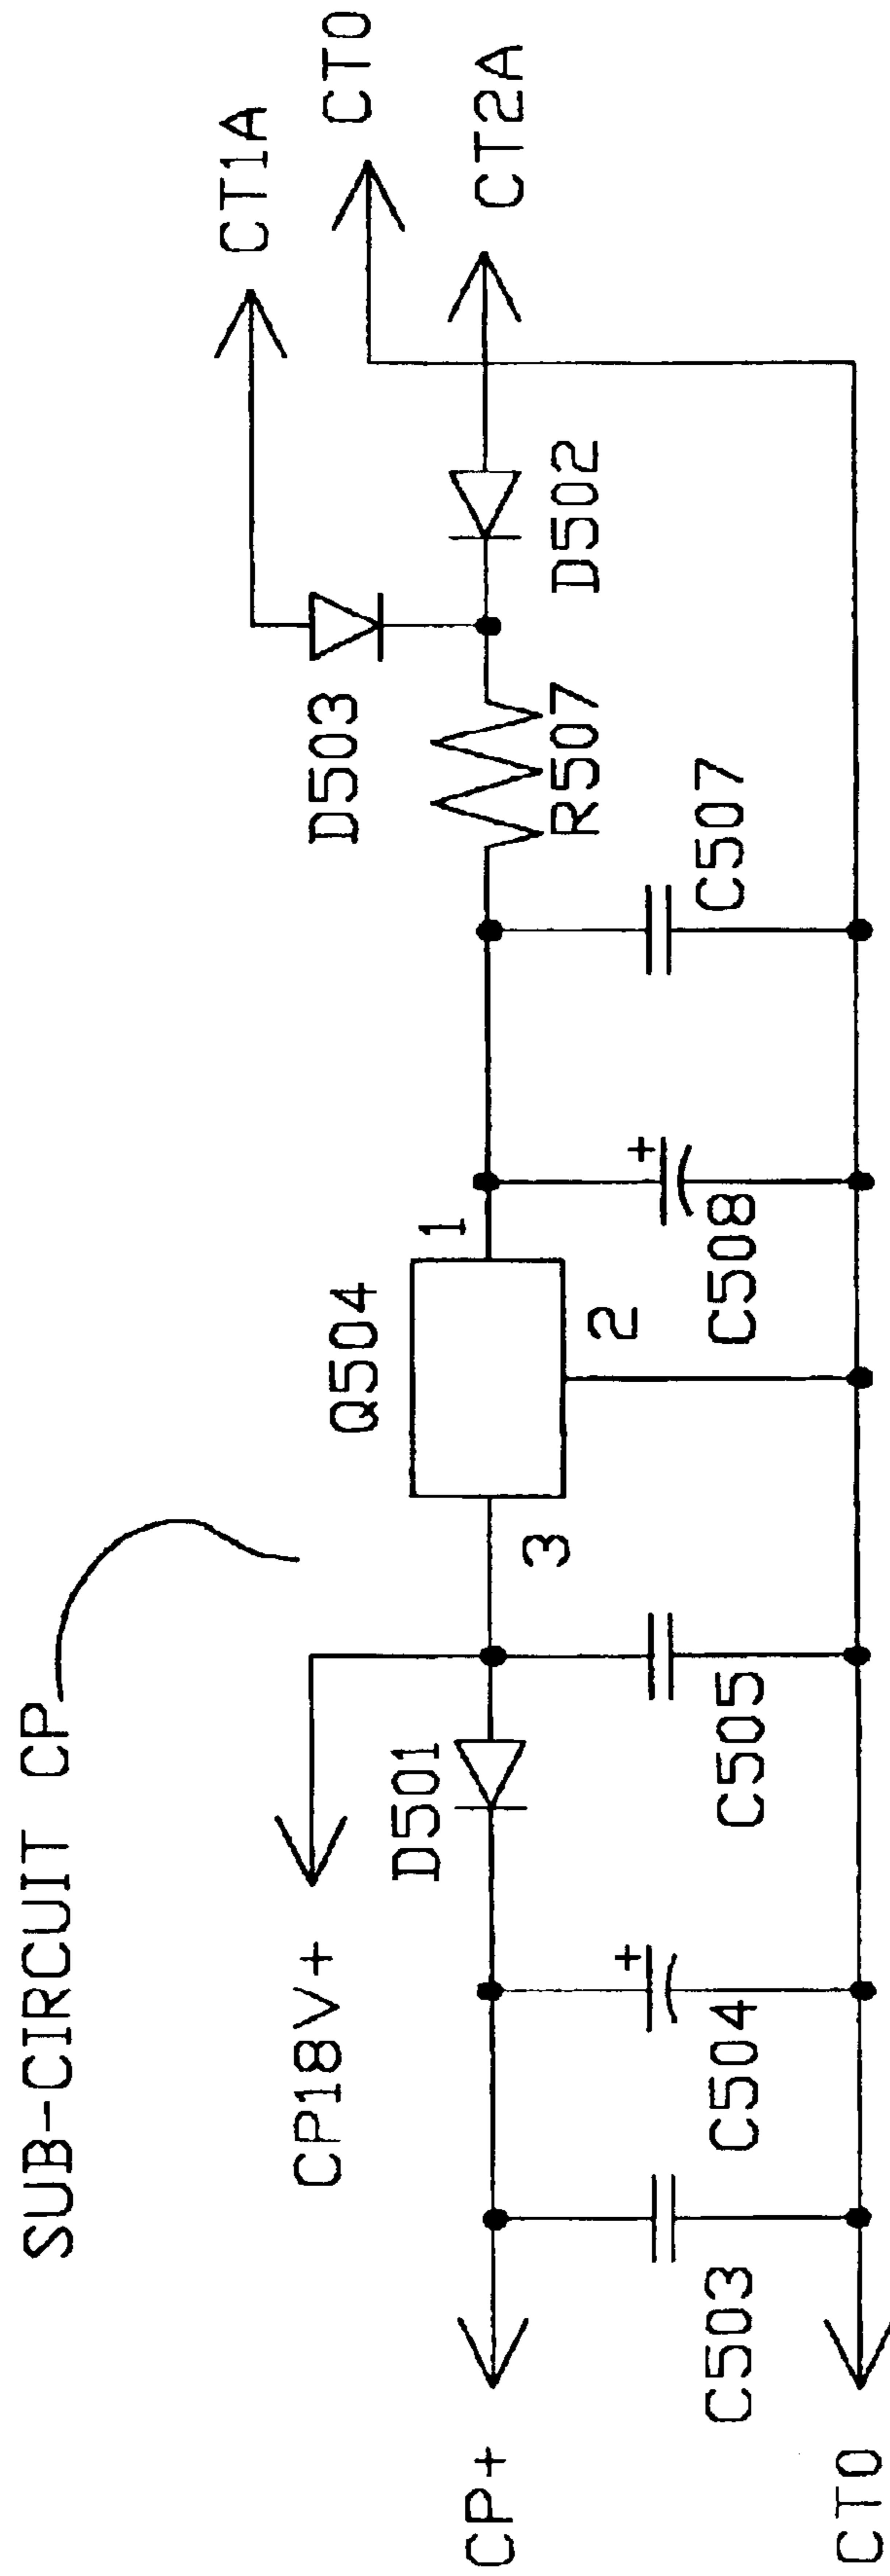 SUB-CIRCUIT CP
CP18V+
CP+
CT0
D501
C503
C504
C505
Q504
3
2
1
C508
C507
R507
D503
D502
CT1A
CT0
CT2A
+
+